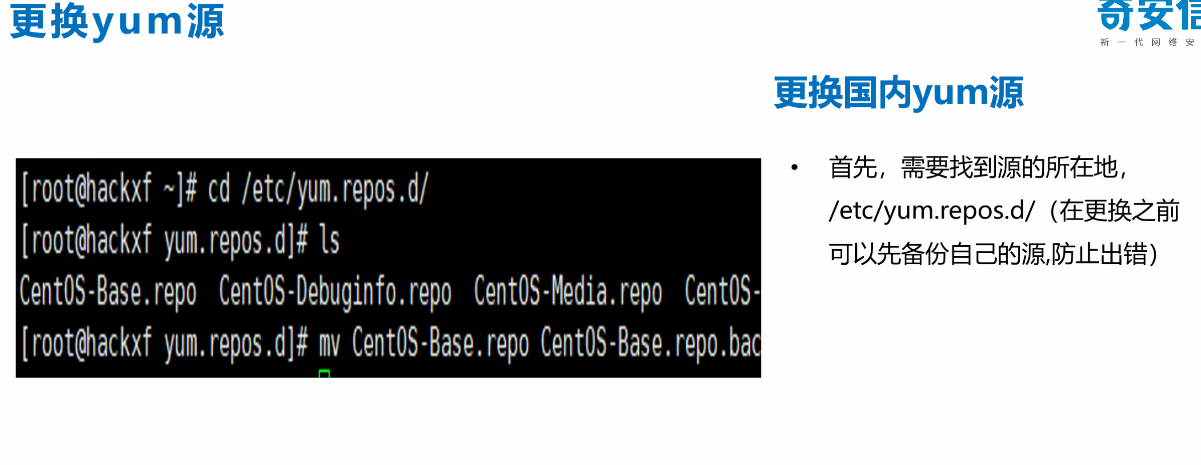 更换yum源
奇安信
新一代网络安
更换国内yum源
[root@hackxf ~]# cd /etc/yum.repos.d/
[root@hackxf yum.repos.d]# ls
CentOS-Base.repo CentOS-Debuginfo.repo CentOS-Media.repo CentOS-
[root@hackxf yum.repos.d]# mv CentOS-Base.repo CentOS-Base.repo.bac
• 首先，需要找到源的所在地，
/etc/yum.repos.d/（在更换之前
可以先备份自己的源,防止出错）